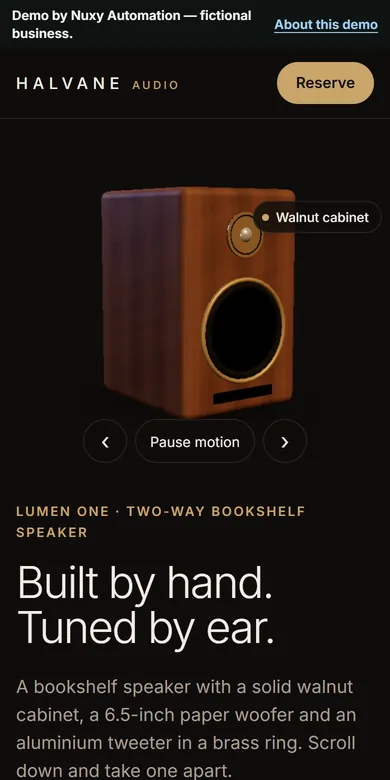 Demo by Nuxy Automation — fictional
business.
About this demo
HALVANE AUDIO
Reserve
Walnut cabinet
‹
Pause motion
›
LUMEN ONE · TWO-WAY BOOKSHELF
SPEAKER
Built by hand.
Tuned by ear.
A bookshelf speaker with a solid walnut
cabinet, a 6.5-inch paper woofer and an
aluminium tweeter in a brass ring. Scroll
down and take one apart.